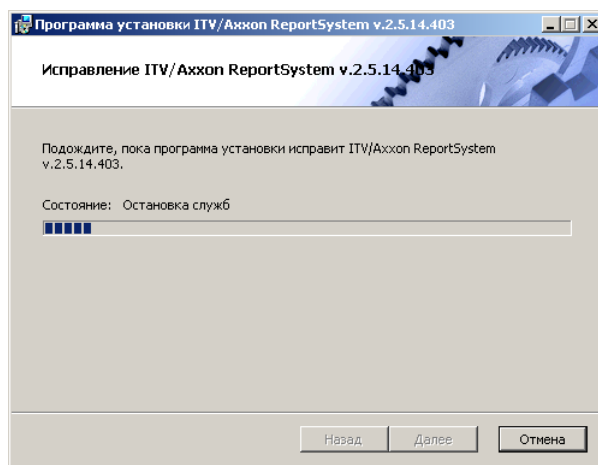 Программа установки ITV/Axxon ReportSystem v.2.5.14.403
Исправление ITV/Axxon ReportSystem v.2.5.14.403
Подождите, пока программа установки исправит ITV/Axxon ReportSystem
v.2.5.14.403.
Состояние: Остановка служб
Назад Далее Отмена